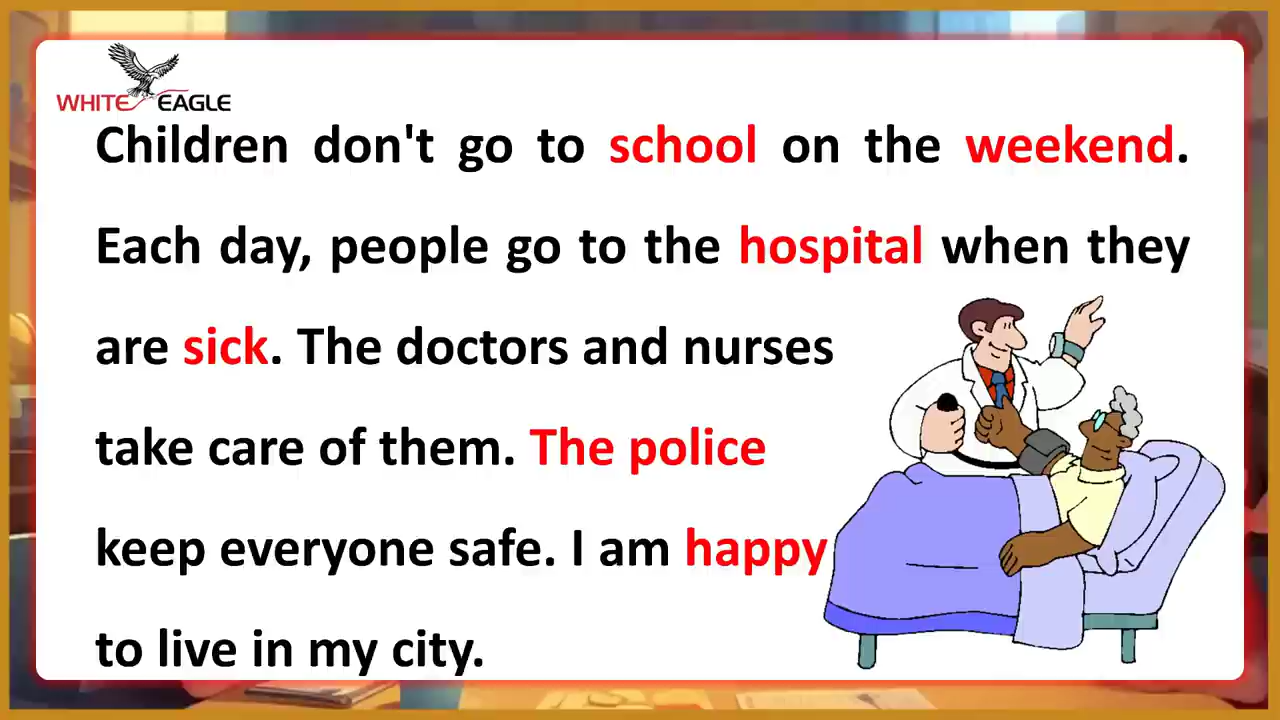 WHITE EAGLE
Children don't go to school on the weekend.
Each day, people go to the hospital when they
are sick. The doctors and nurses
take care of them. The police
keep everyone safe. I am happy
to live in my city.